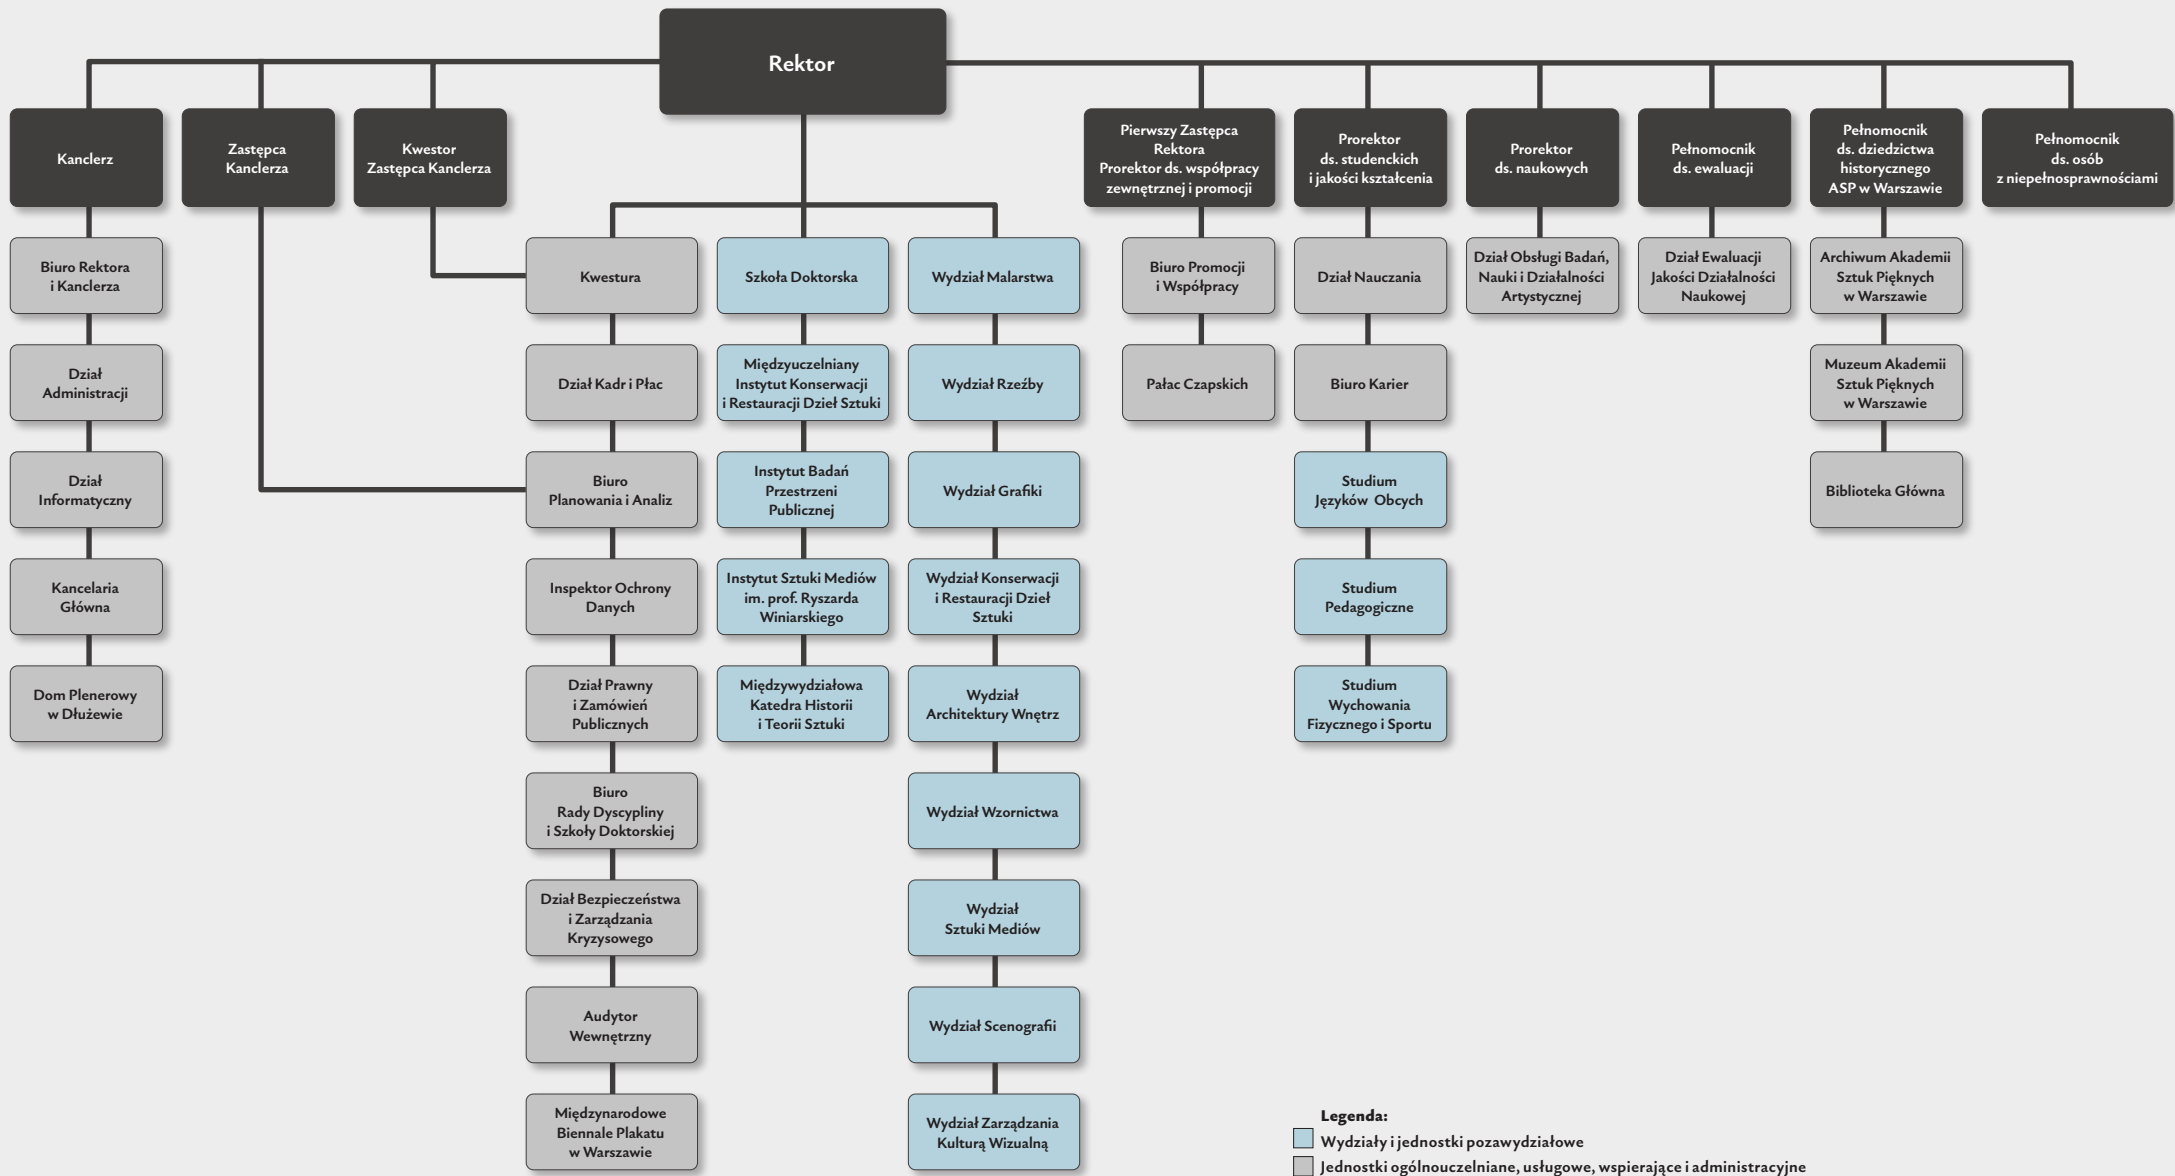 Rektor
Kanclerz
Zastępca
Kanclerza
Kwestor
Zastępca Kanclerza
Pierwszy Zastępca
Rektora
Prorektor ds. współpracy
zewnętrznej i promocji
Prorektor
ds. studenckich
i jakości kształcenia
Prorektor
ds. naukowych
Pełnomocnik
ds. ewaluacji
Pełnomocnik
ds. dziedzictwa
historycznego
ASP w Warszawie
Pełnomocnik
ds. osób
z niepełnosprawnościami
Biuro Rektora
i Kanclerza
Dział
Administracji
Dział
Informatyczny
Kancelaria
Główna
Dom Plenerowy
w Dłużewie
Kwestura
Dział Kadr i Płac
Biuro
Planowania i Analiz
Inspektor Ochrony
Danych
Dział Prawny
i Zamówień
Publicznych
Biuro
Rady Dyscypliny
i Szkoły Doktorskiej
Dział Bezpieczeństwa
i Zarządzania
Kryzysowego
Audytor
Wewnętrzny
Międzynarodowe
Biennale Plakatu
w Warszawie
Szkoła Doktorska
Międzyuczelniany
Instytut Konserwacji
i Restauracji Dzieł Sztuki
Instytut Badań
Przestrzeni
Publicznej
Instytut Sztuki Mediów
im. prof. Ryszarda
Winiarskiego
Międzywydziałowa
Katedra Historii
i Teorii Sztuki
Wydział Malarstwa
Wydział Rzeźby
Wydział Grafiki
Wydział Konserwacji
i Restauracji Dzieł
Sztuki
Wydział
Architektury Wnętrz
Wydział Wzornictwa
Wydział
Sztuki Mediów
Wydział Scenografii
Wydział Zarządzania
Kulturą Wizualną
Biuro Promocji
i Współpracy
Pałac Czapskich
Dział Nauczania
Biuro Karier
Studium
Języków Obcych
Studium
Pedagogiczne
Studium
Wychowania
Fizycznego i Sportu
Dział Obsługi Badań,
Nauki i Działalności
Artystycznej
Dział Ewaluacji
Jakości Działalności
Naukowej
Archiwum Akademii
Sztuk Pięknych
w Warszawie
Muzeum Akademii
Sztuk Pięknych
w Warszawie
Biblioteka Główna
Legenda:
Wydziały i jednostki pozawydziałowe
Jednostki ogólnouczelniane, usługowe, wspierające i administracyjne